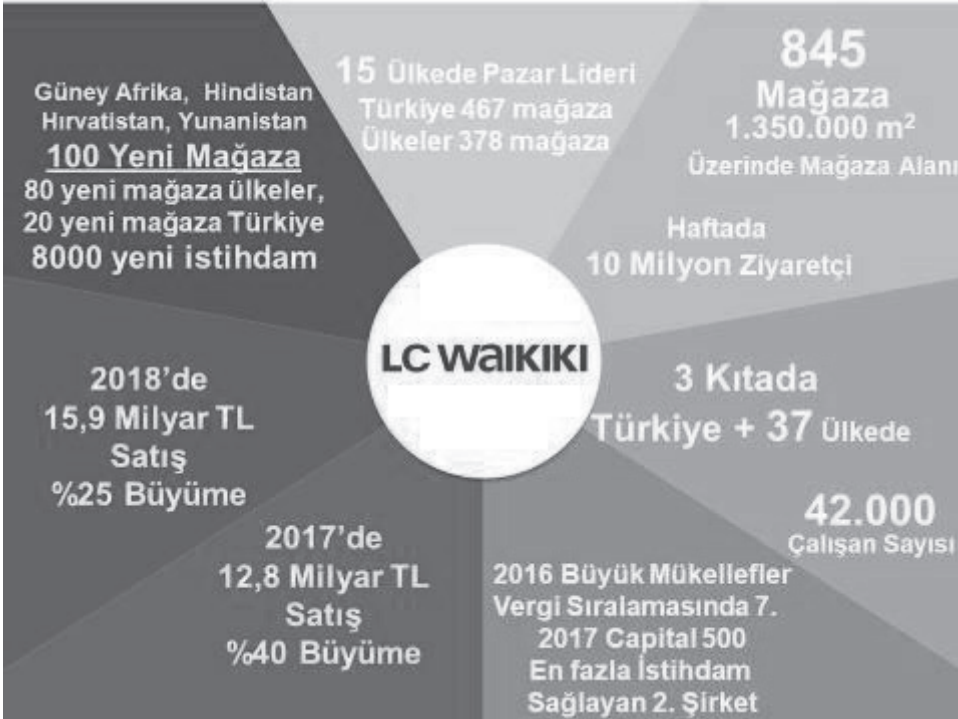 Güney Afrika, Hindistan
Hırvatistan, Yunanistan
100 Yeni Mağaza
80 yeni mağaza ülkeler,
20 yeni mağaza Türkiye
8000 yeni istihdam
15 Ülkede Pazar Lideri
Türkiye 467 mağaza
Ülkeler 378 mağaza
845
Mağaza
1.350.000 m²
Üzerinde Mağaza Alanı
Haftada
10 Milyon Ziyaretçi
LC WAIKIKI
3 Kıtada
Türkiye + 37 Ülkede
42.000
Çalışan Sayısı
2016 Büyük Mükellefler
Vergi Sıralamasında 7.
2017 Capital 500
En fazla İstihdam
Sağlayan 2. Şirket
2017’de
12,8 Milyar TL
Satış
%40 Büyüme
2018’de
15,9 Milyar TL
Satış
%25 Büyüme